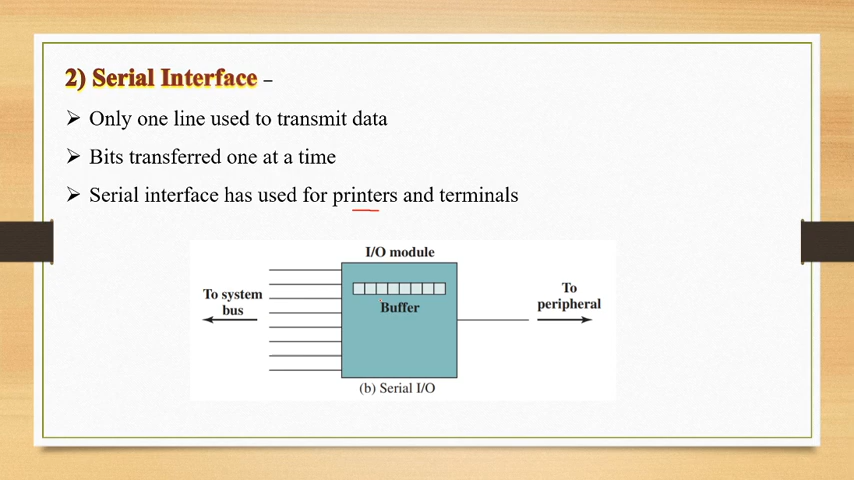 2) Serial Interface –
➢ Only one line used to transmit data
➢ Bits transferred one at a time
➢ Serial interface has used for printers and terminals
I/O module
To system
bus
Buffer
To
peripheral
(b) Serial I/O